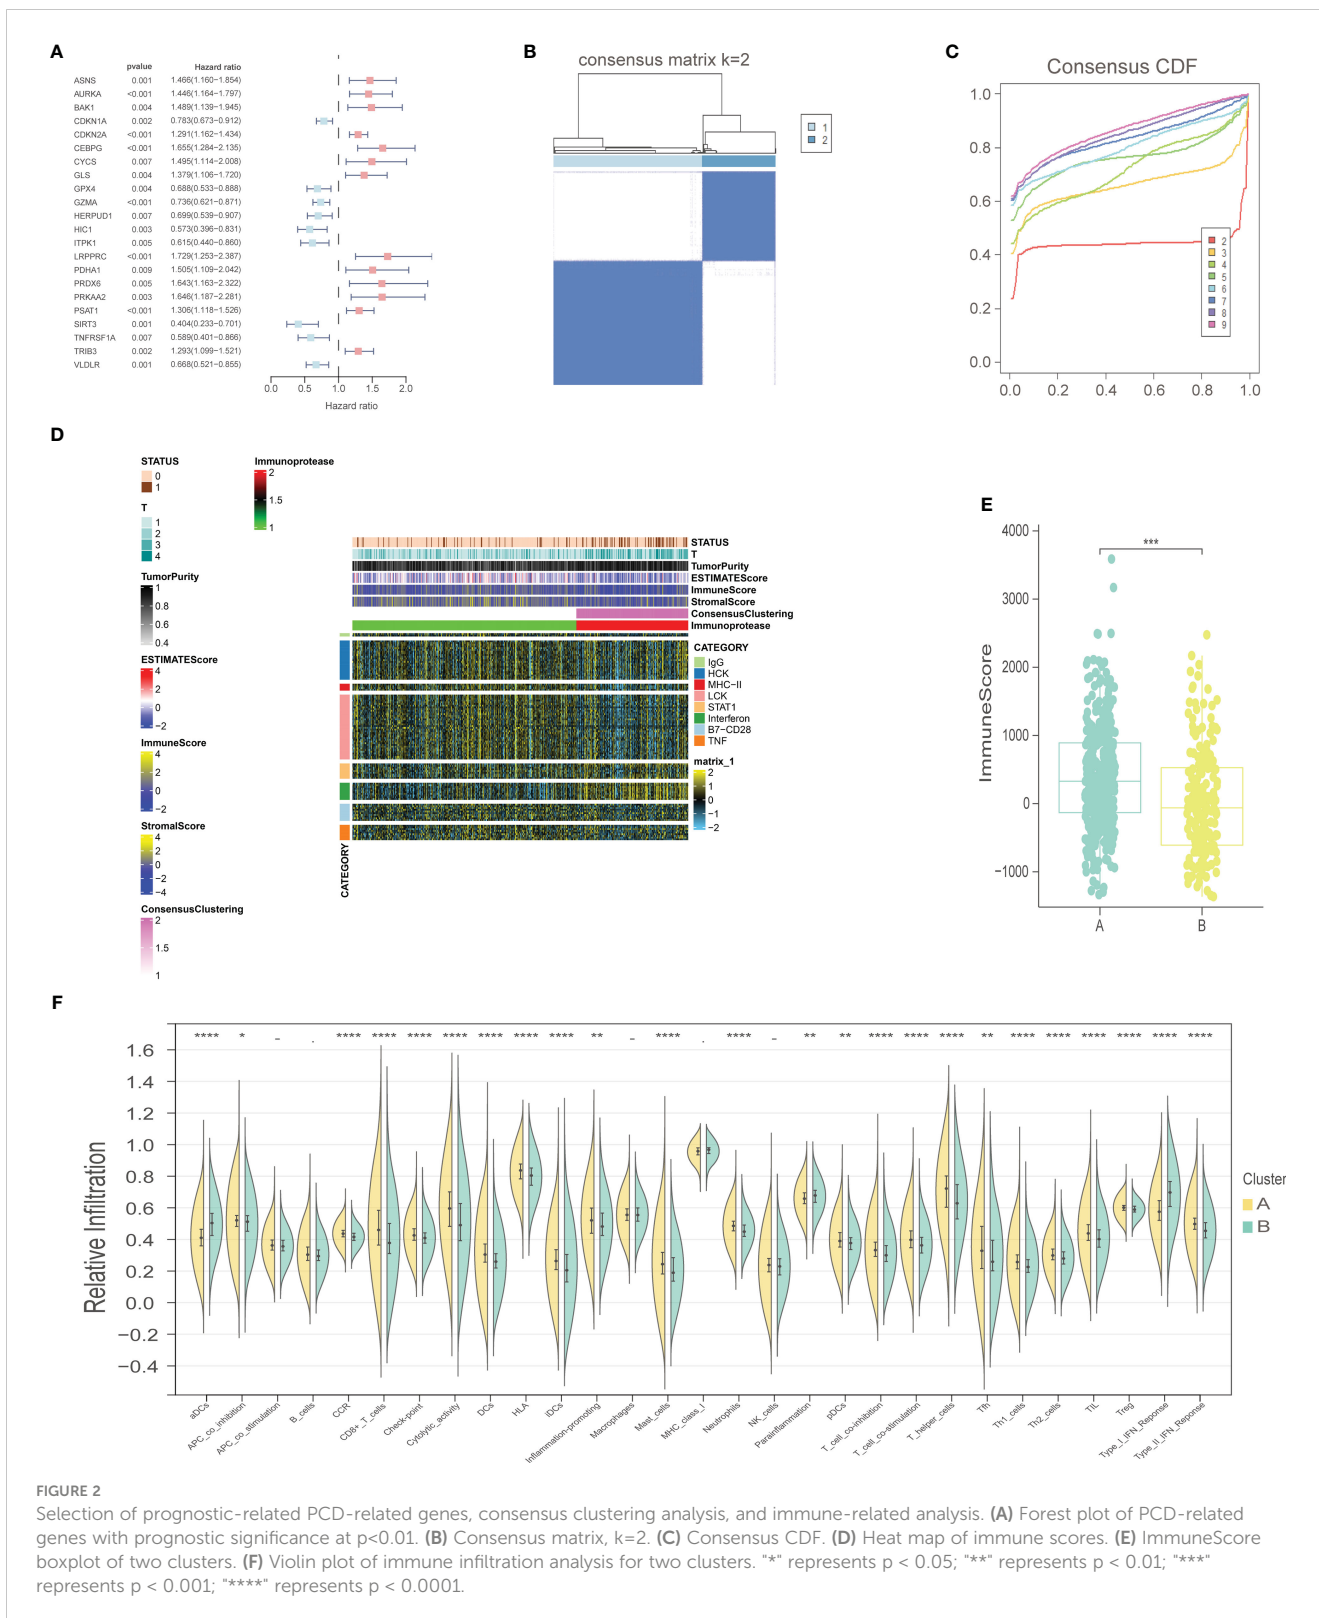 A
pvalue Hazard ratio
ASNS 0.001 1.466(1.160−1.854)
AURKA <0.001 1.446(1.164−1.797)
BAK1 0.004 1.489(1.139−1.945)
CDKN1A 0.002 0.783(0.673−0.912)
CDKN2A <0.001 1.291(1.162−1.434)
CEBPG <0.001 1.655(1.284−2.135)
CYCS 0.007 1.495(1.114−2.008)
GLS 0.004 1.379(1.106−1.720)
GPX4 0.004 0.688(0.533−0.888)
GZMA <0.001 0.736(0.621−0.871)
HERPUD1 0.007 0.699(0.539−0.907)
HIC1 0.003 0.573(0.396−0.831)
ITPK1 0.005 0.615(0.440−0.860)
LRPPRC <0.001 1.729(1.253−2.387)
PDHA1 0.009 1.505(1.109−2.042)
PRDX6 0.005 1.643(1.163−2.322)
PRKAA2 0.003 1.646(1.187−2.281)
PSAT1 <0.001 1.306(1.118−1.526)
SIRT3 0.001 0.404(0.233−0.701)
TNFRSF1A 0.007 0.589(0.401−0.866)
TRIB3 0.002 1.293(1.099−1.521)
VLDLR 0.001 0.668(0.521−0.855)
0.0 0.5 1.0 1.5 2.0
Hazard ratio
B
consensus matrix k=2
1
2
C
Consensus CDF
1.0
0.8
0.6
0.4
0.2
0.0
2
3
4
5
6
7
8
9
0.0 0.2 0.4 0.6 0.8 1.0
D
STATUS
0
1
T
1
2
3
4
TumorPurity
1
0.8
0.6
0.4
ESTIMATEScore
4
2
0
−2
ImmuneScore
4
2
0
−2
StromalScore
4
2
0
−2
−4
ConsensusClustering
2
1.5
1
Immunoprotease
2
1.5
1
STATUS
T
TumorPurity
ESTIMATEScore
ImmuneScore
StromalScore
ConsensusClustering
Immunoprotease
CATEGORY
IgG
HCK
MHC−II
LCK
STAT1
Interferon
B7−CD28
TNF
matrix_1
2
1
0
−1
−2
CATEGORY
E
ImmuneScore
4000
3000
2000
1000
0
−1000
***
A B
F
Relative Infiltration
1.6
1.4
1.2
1.0
0.8
0.6
0.4
0.2
0.0
−0.2
−0.4
**** * – . **** **** **** **** **** **** **** ** – **** . **** – ** ** **** **** **** ** **** **** **** **** **** ****
aDCs
APC_co_inhibition
APC_co_stimulation
B_cells
CCR
CD8+_T_cells
Check-point
Cytolytic_activity
DCs
HLA
iDCs
Inflammation-promoting
Macrophages
Mast_cells
MHC_class_I
Neutrophils
NK_cells
Parainflammation
pDCs
T_cell_co-inhibition
T_cell_co-stimulation
T_helper_cells
Tfh
Th1_cells
Th2_cells
TIL
Treg
Type_I_IFN_Reponse
Type_II_IFN_Reponse
Cluster
A
B
FIGURE 2
Selection of prognostic-related PCD-related genes, consensus clustering analysis, and immune-related analysis. (A) Forest plot of PCD-related
genes with prognostic significance at p<0.01. (B) Consensus matrix, k=2. (C) Consensus CDF. (D) Heat map of immune scores. (E) ImmuneScore
boxplot of two clusters. (F) Violin plot of immune infiltration analysis for two clusters. "*" represents p < 0.05; "**" represents p < 0.01; "***"
represents p < 0.001; "****" represents p < 0.0001.